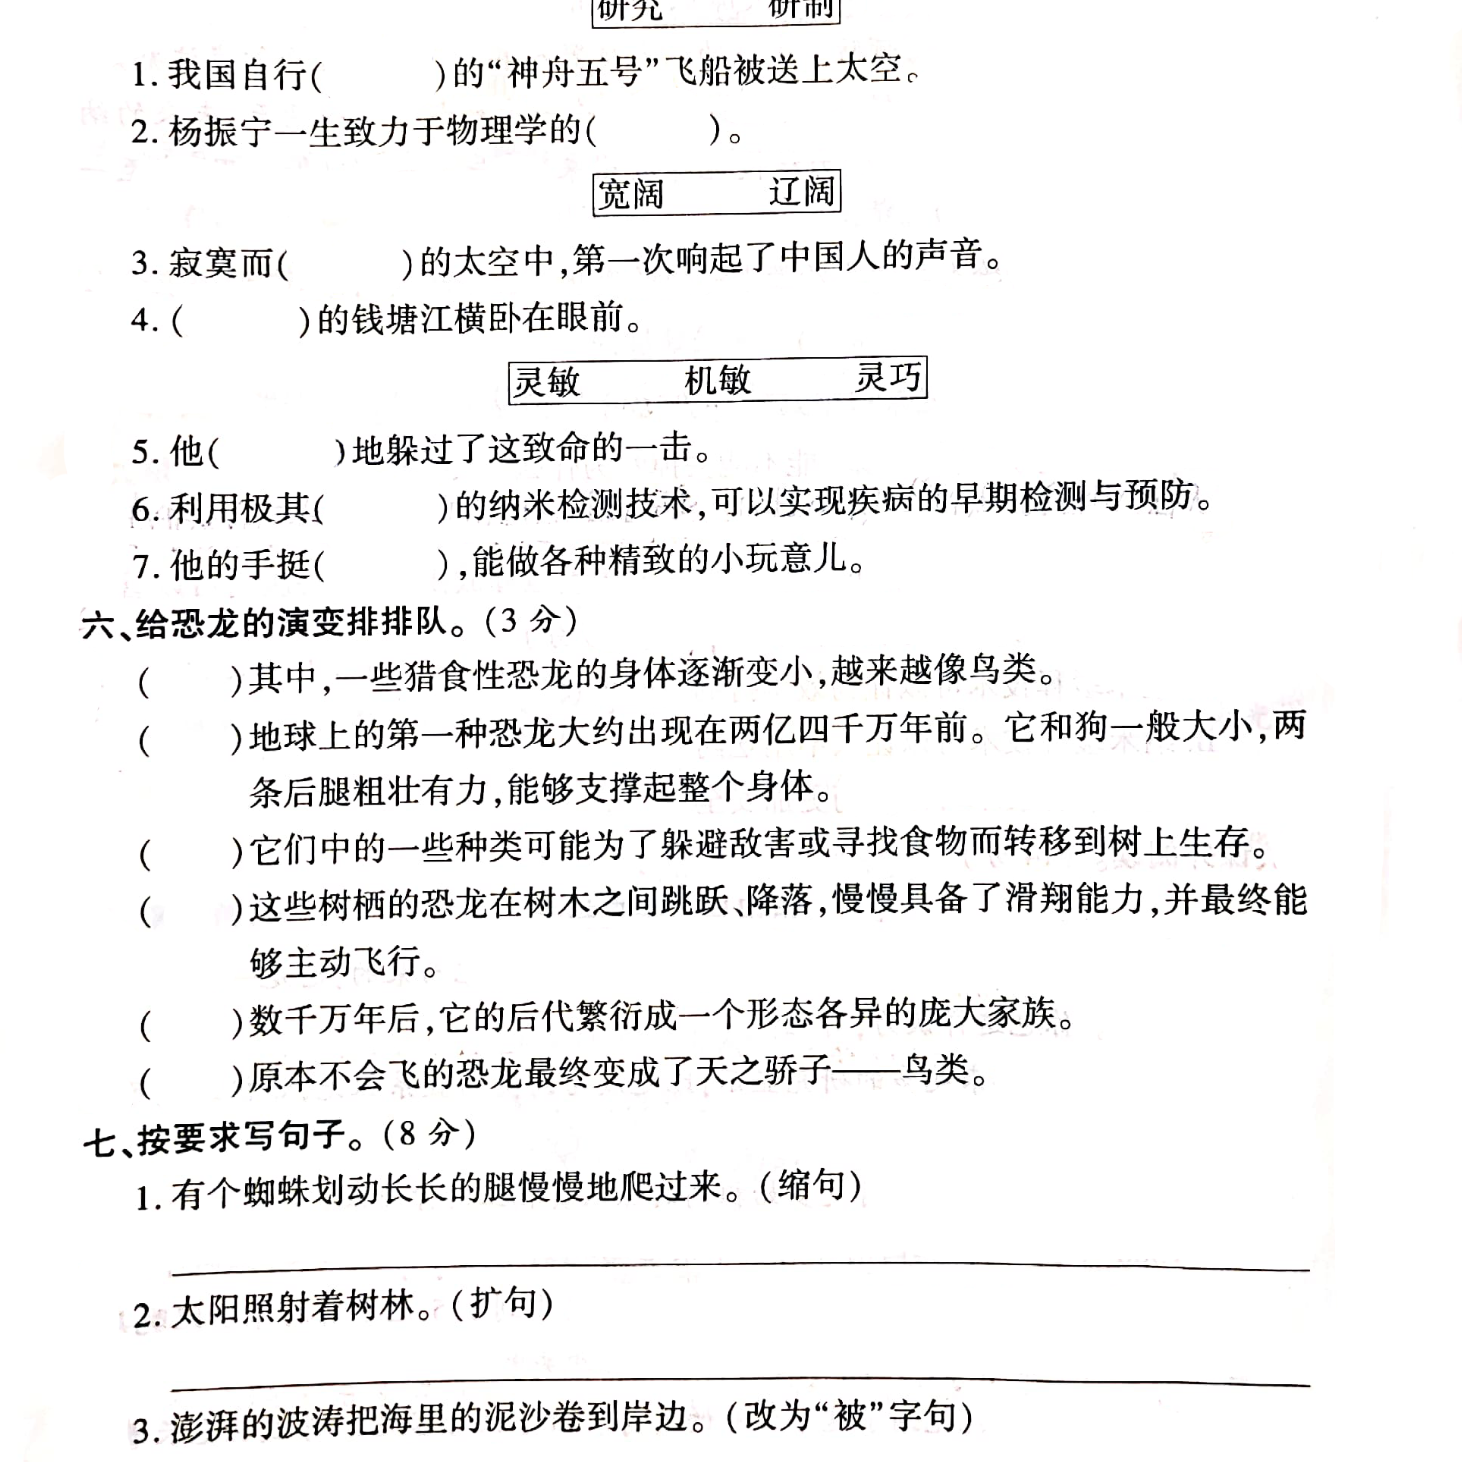 研究 研制
1.我国自行( )的“神舟五号”飞船被送上太空。
2.杨振宁一生致力于物理学的( )。
宽阔 辽阔
3.寂寞而( )的太空中,第一次响起了中国人的声音。
4.( )的钱塘江横卧在眼前。
灵敏 机敏 灵巧
5.他( )地躲过了这致命的一击。
6.利用极其( )的纳米检测技术,可以实现疾病的早期检测与预防。
7.他的手挺( ),能做各种精致的小玩意儿。
六、给恐龙的演变排排队。(3 分)
( )其中,一些猎食性恐龙的身体逐渐变小,越来越像鸟类。
( )地球上的第一种恐龙大约出现在两亿四千万年前。它和狗一般大小,两
条后腿粗壮有力,能够支撑起整个身体。
( )它们中的一些种类可能为了躲避敌害或寻找食物而转移到树上生存。
( )这些树栖的恐龙在树木之间跳跃、降落,慢慢具备了滑翔能力,并最终能
够主动飞行。
( )数千万年后,它的后代繁衍成一个形态各异的庞大家族。
( )原本不会飞的恐龙最终变成了天之骄子——鸟类。
七、按要求写句子。(8 分)
1.有个蜘蛛划动长长的腿慢慢地爬过来。(缩句)
2.太阳照射着树林。(扩句)
3.澎湃的波涛把海里的泥沙卷到岸边。(改为“被”字句)